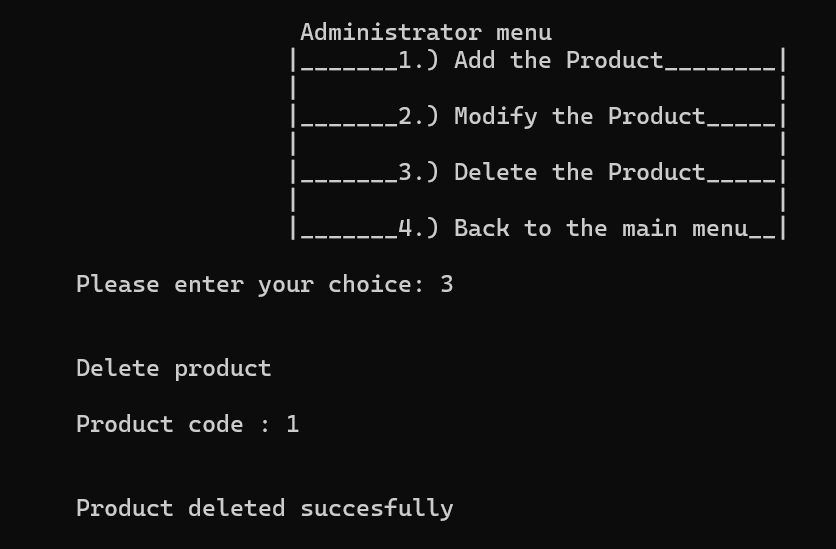 Administrator menu
|_______1.) Add the Product________|
|                                  |
|_______2.) Modify the Product_____|
|                                  |
|_______3.) Delete the Product_____|
|                                  |
|_______4.) Back to the main menu__|
Please enter your choice: 3
Delete product
Product code : 1
Product deleted succesfully